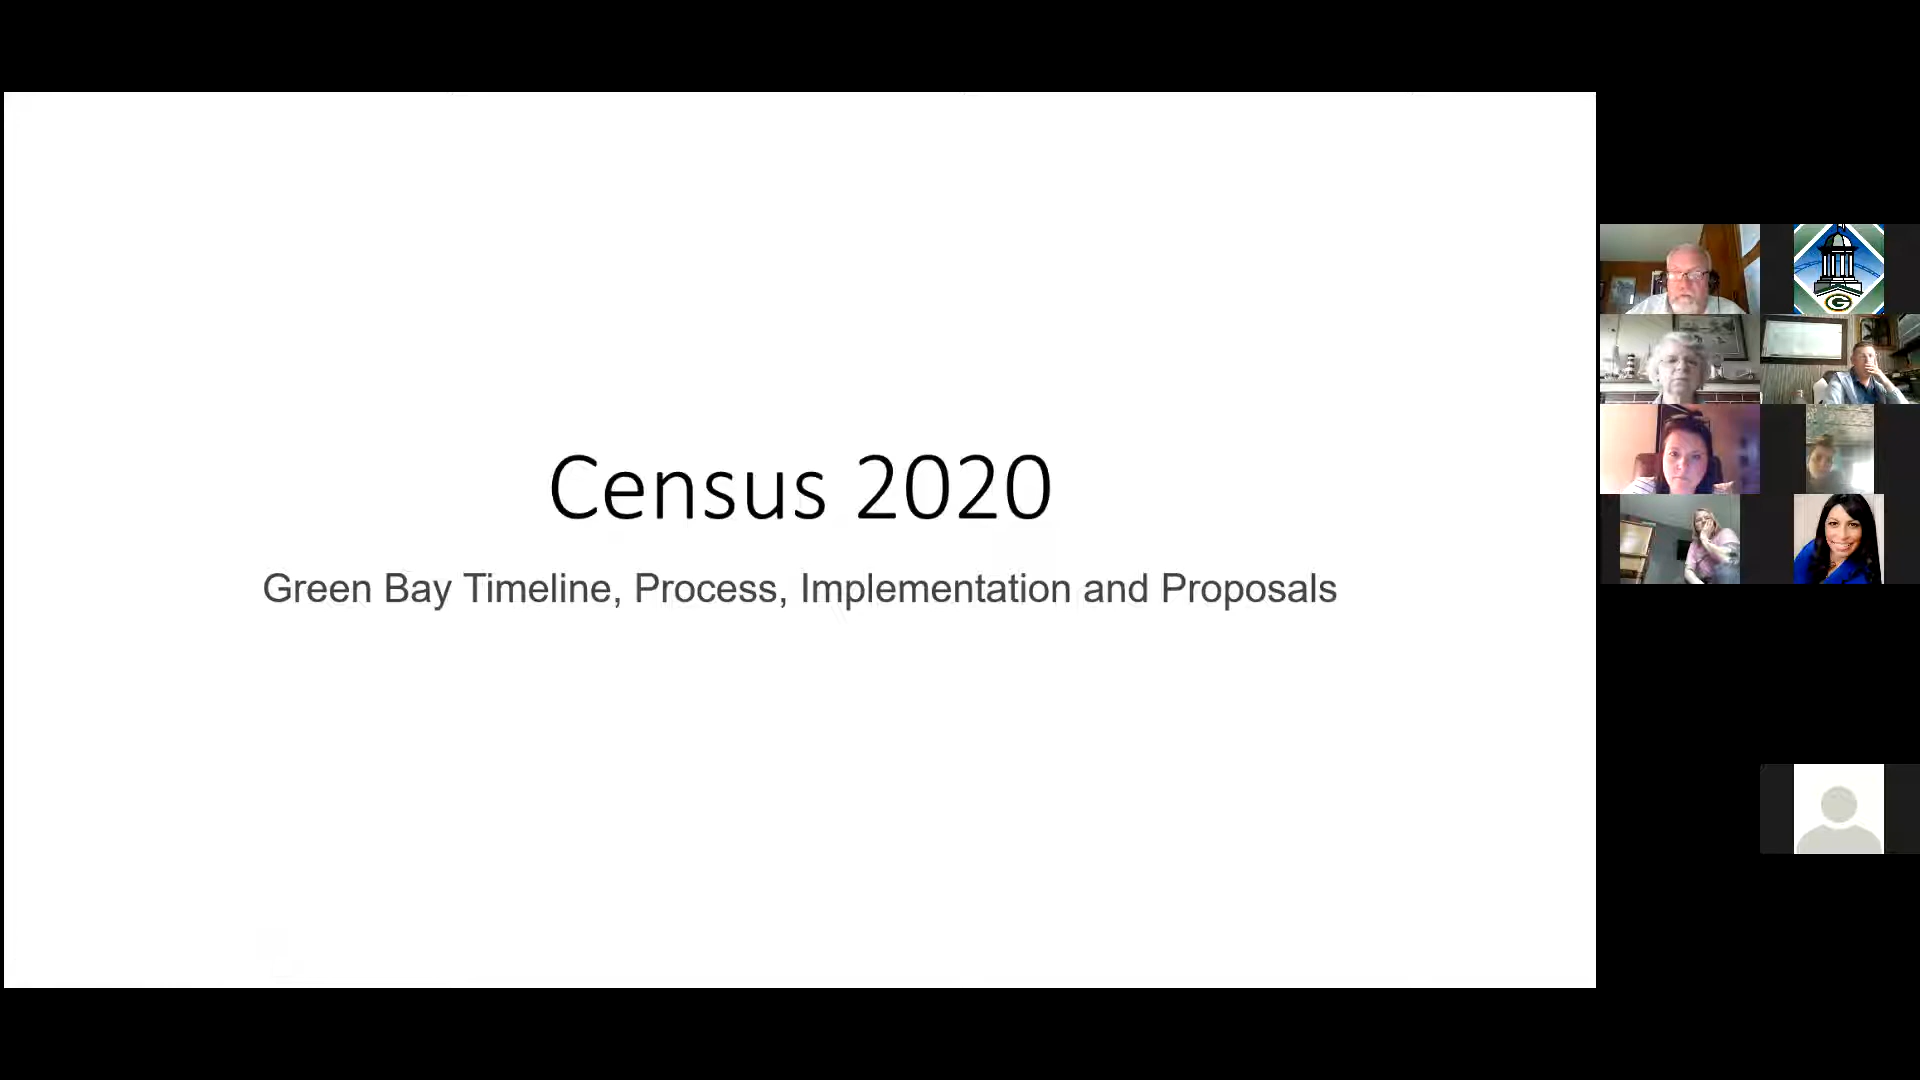 Census 2020
Green Bay Timeline, Process, Implementation and Proposals
G